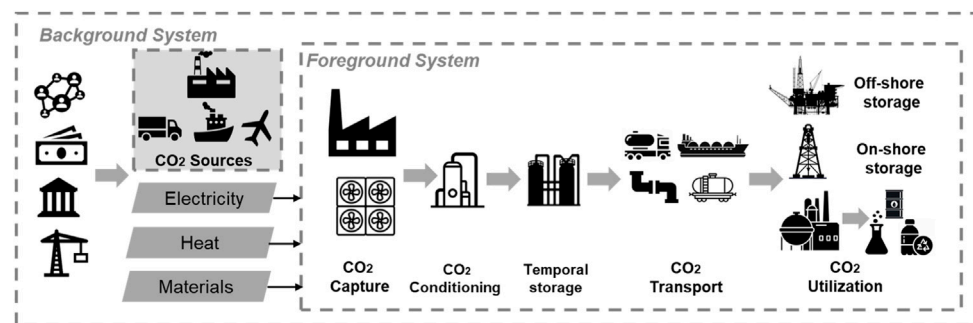 Background System
Foreground System
CO2 Sources
Electricity
Heat
Materials
Off-shore
storage
On-shore
storage
CO2
Capture
CO2
Conditioning
Temporal
storage
CO2
Transport
CO2
Utilization